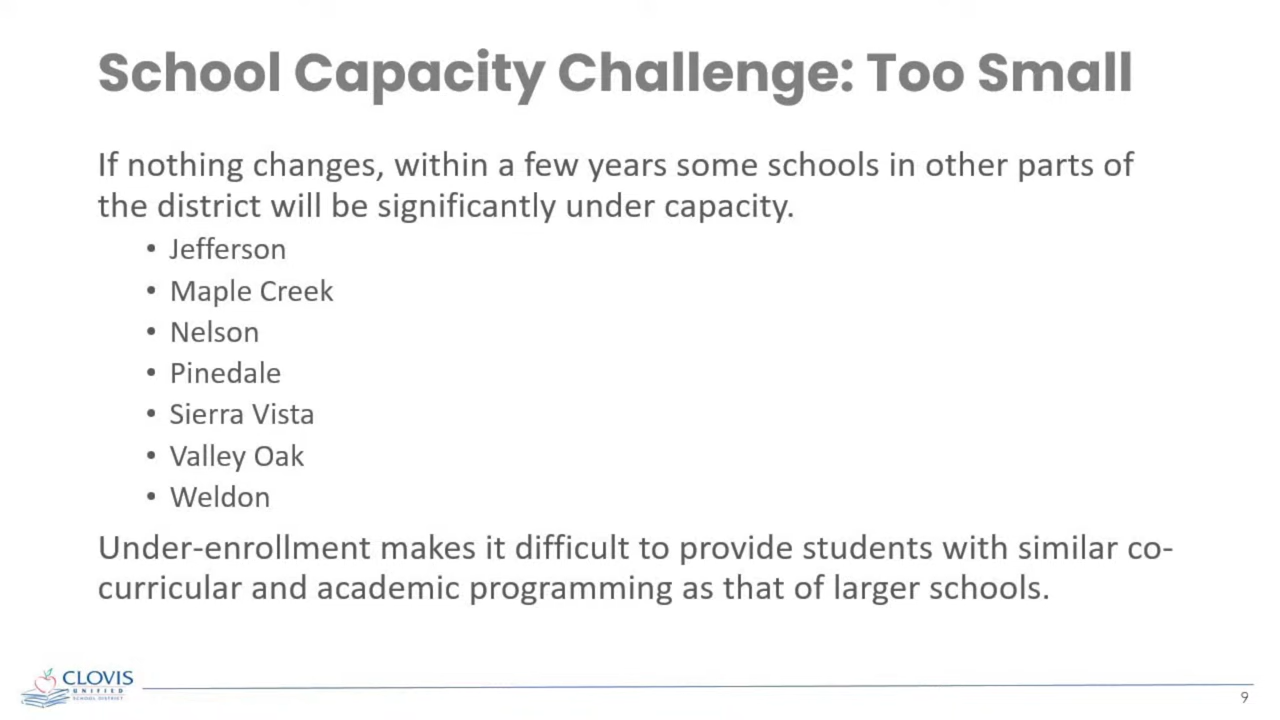 School Capacity Challenge: Too Small
If nothing changes, within a few years some schools in other parts of
the district will be significantly under capacity.
• Jefferson
• Maple Creek
• Nelson
• Pinedale
• Sierra Vista
• Valley Oak
• Weldon
Under-enrollment makes it difficult to provide students with similar co-
curricular and academic programming as that of larger schools.
CLOVIS
UNIFIED
SCHOOL DISTRICT
9